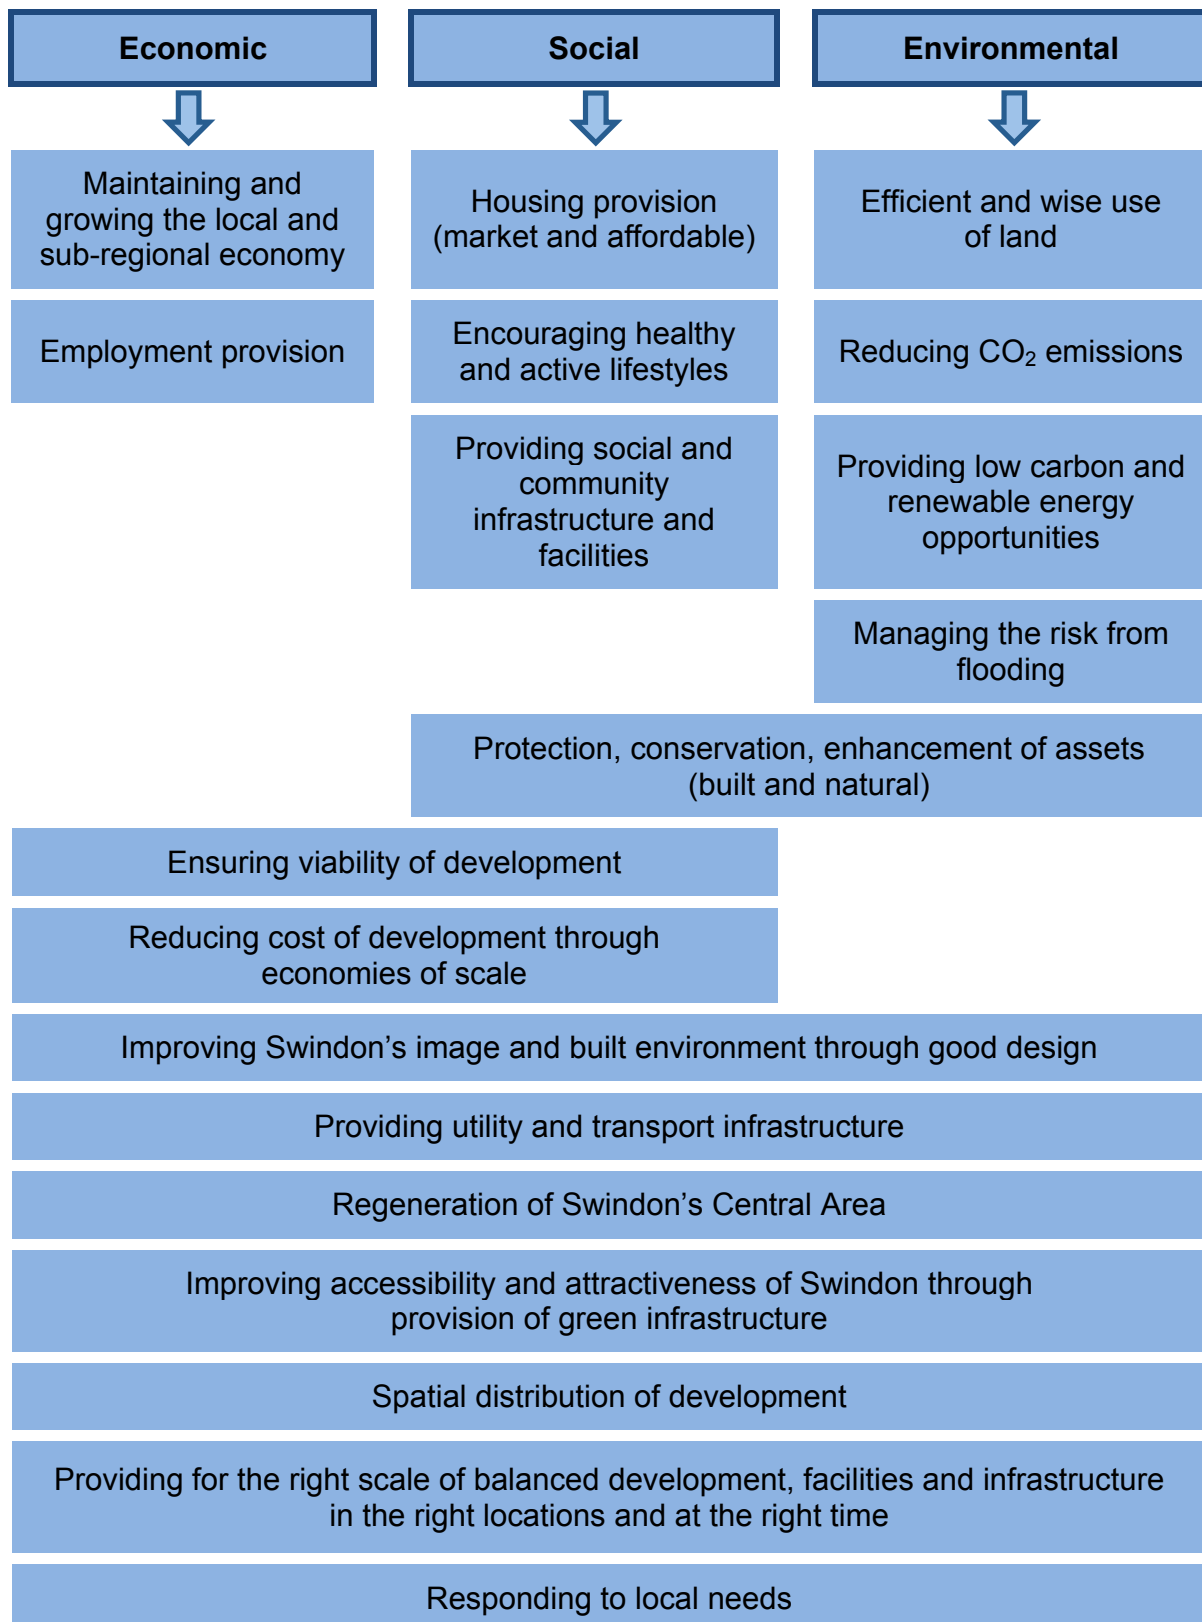 Economic
Social
Environmental
Maintaining and
growing the local and
sub-regional economy
Housing provision
(market and affordable)
Efficient and wise use
of land
Employment provision
Encouraging healthy
and active lifestyles
Reducing CO₂ emissions
Providing social and
community
infrastructure and
facilities
Providing low carbon and
renewable energy
opportunities
Managing the risk from
flooding
Protection, conservation, enhancement of assets
(built and natural)
Ensuring viability of development
Reducing cost of development through
economies of scale
Improving Swindon’s image and built environment through good design
Providing utility and transport infrastructure
Regeneration of Swindon’s Central Area
Improving accessibility and attractiveness of Swindon through
provision of green infrastructure
Spatial distribution of development
Providing for the right scale of balanced development, facilities and infrastructure
in the right locations and at the right time
Responding to local needs